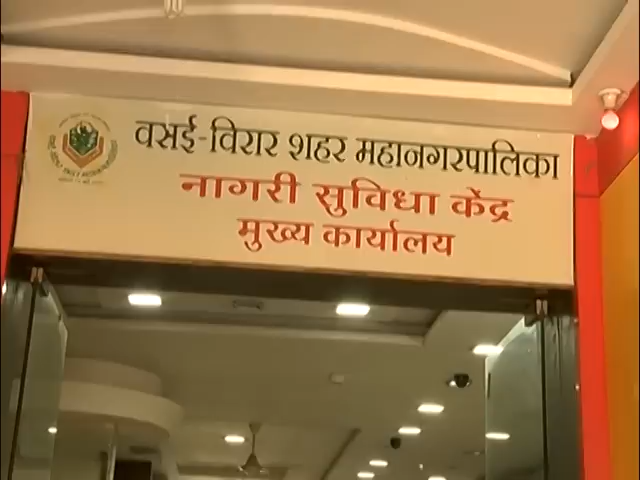 वसई-विरार शहर महानगरपालिका
नागरी सुविधा केंद्र
मुख्य कार्यालय